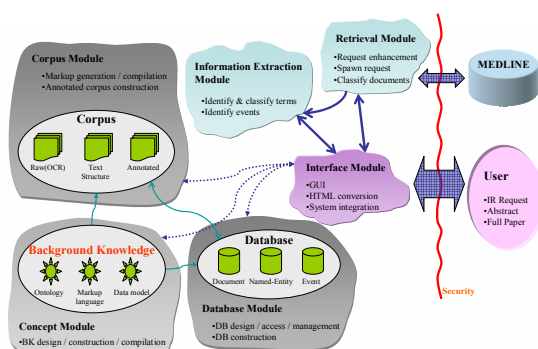 Corpus Module
•Markup generation / compilation
•Annotated corpus construction
Corpus
Raw(OCR)
Text
Structure
Annotated
Information Extraction
Module
•Identify & classify terms
•Identify events
Retrieval Module
•Request enhancement
•Spawn request
•Classify documents
MEDLINE
Interface Module
•GUI
•HTML conversion
•System integration
User
•IR Request
•Abstract
•Full Paper
Security
Background Knowledge
Ontology
Markup
language
Data model
Concept Module
•BK design / construction / compilation
Database
Document
Named-Entity
Event
Database Module
•DB design / access / management
•DB construction